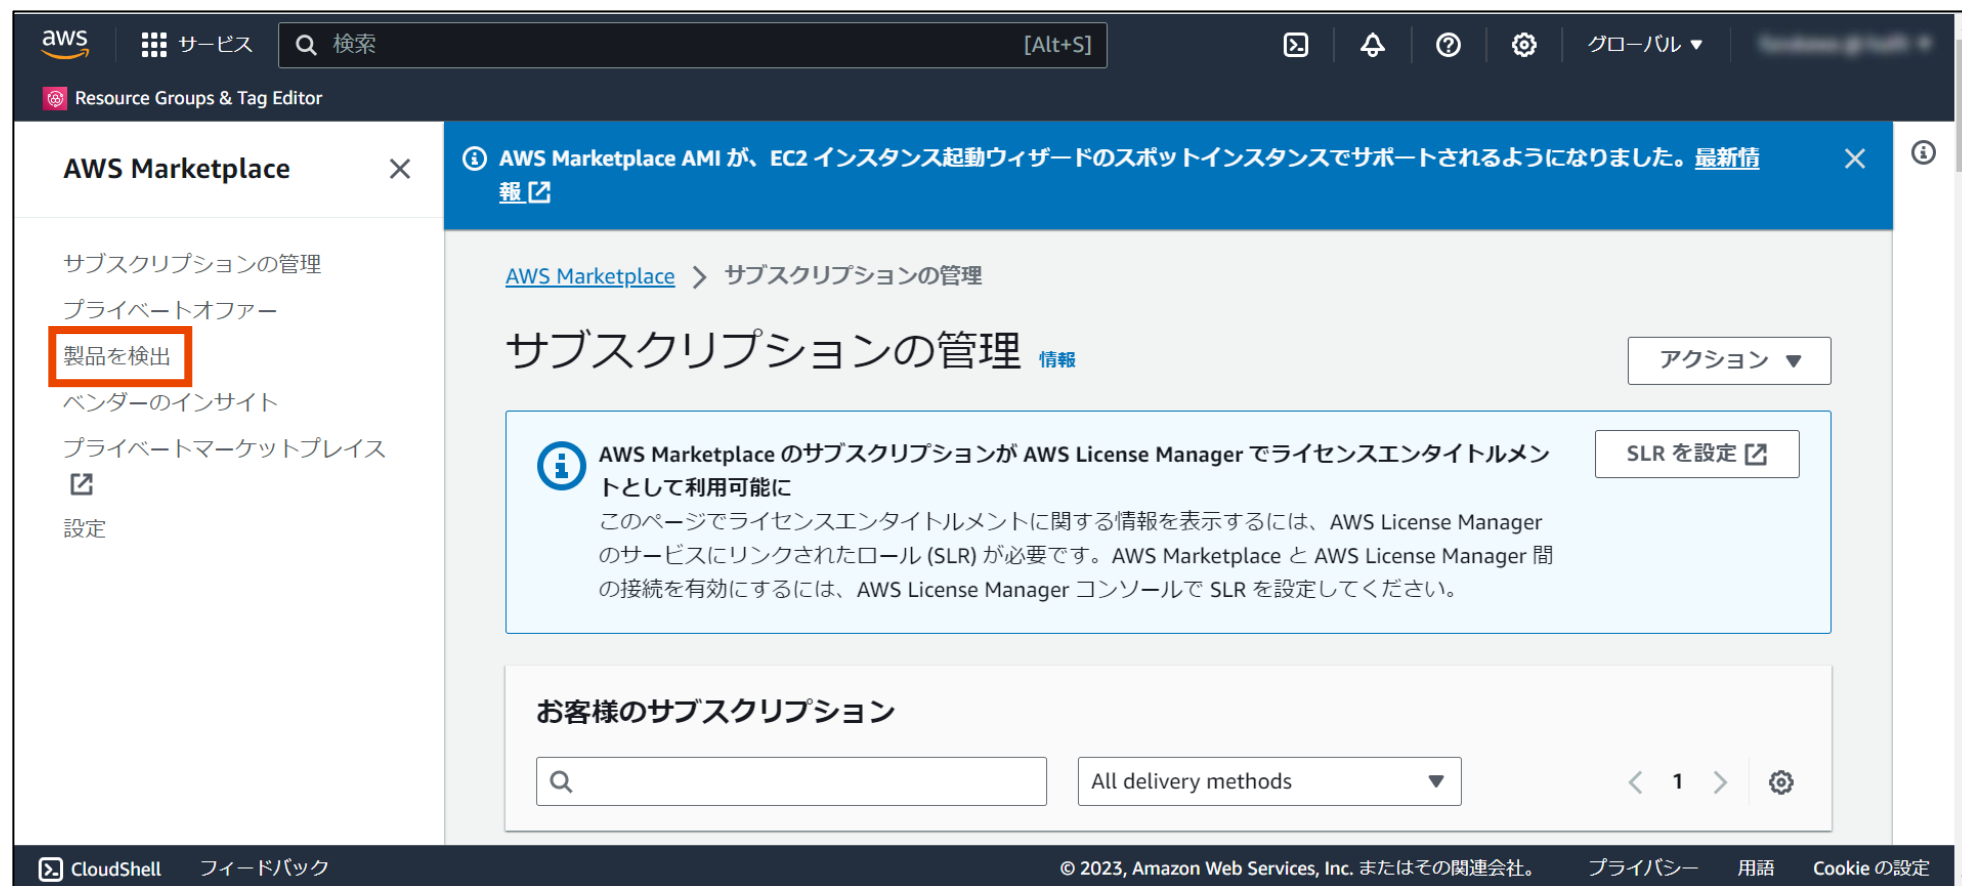 aws
サービス
検索
[Alt+S]
グローバル
Resource Groups & Tag Editor
AWS Marketplace
サブスクリプションの管理
プライベートオファー
製品を検出
ベンダーのインサイト
プライベートマーケットプレイス
設定
AWS Marketplace AMI が、EC2 インスタンス起動ウィザードのスポットインスタンスでサポートされるようになりました。最新情
報
AWS Marketplace サブスクリプションの管理
サブスクリプションの管理 情報
アクション
AWS Marketplace のサブスクリプションが AWS License Manager でライセンスエンタイトルメン
トとして利用可能に
このページでライセンスエンタイトルメントに関する情報を表示するには、AWS License Manager
のサービスにリンクされたロール (SLR) が必要です。AWS Marketplace と AWS License Manager 間
の接続を有効にするには、AWS License Manager コンソールで SLR を設定してください。
SLR を設定
お客様のサブスクリプション
All delivery methods
1
CloudShell
フィードバック
© 2023, Amazon Web Services, Inc. またはその関連会社。
プライバシー
用語
Cookie の設定